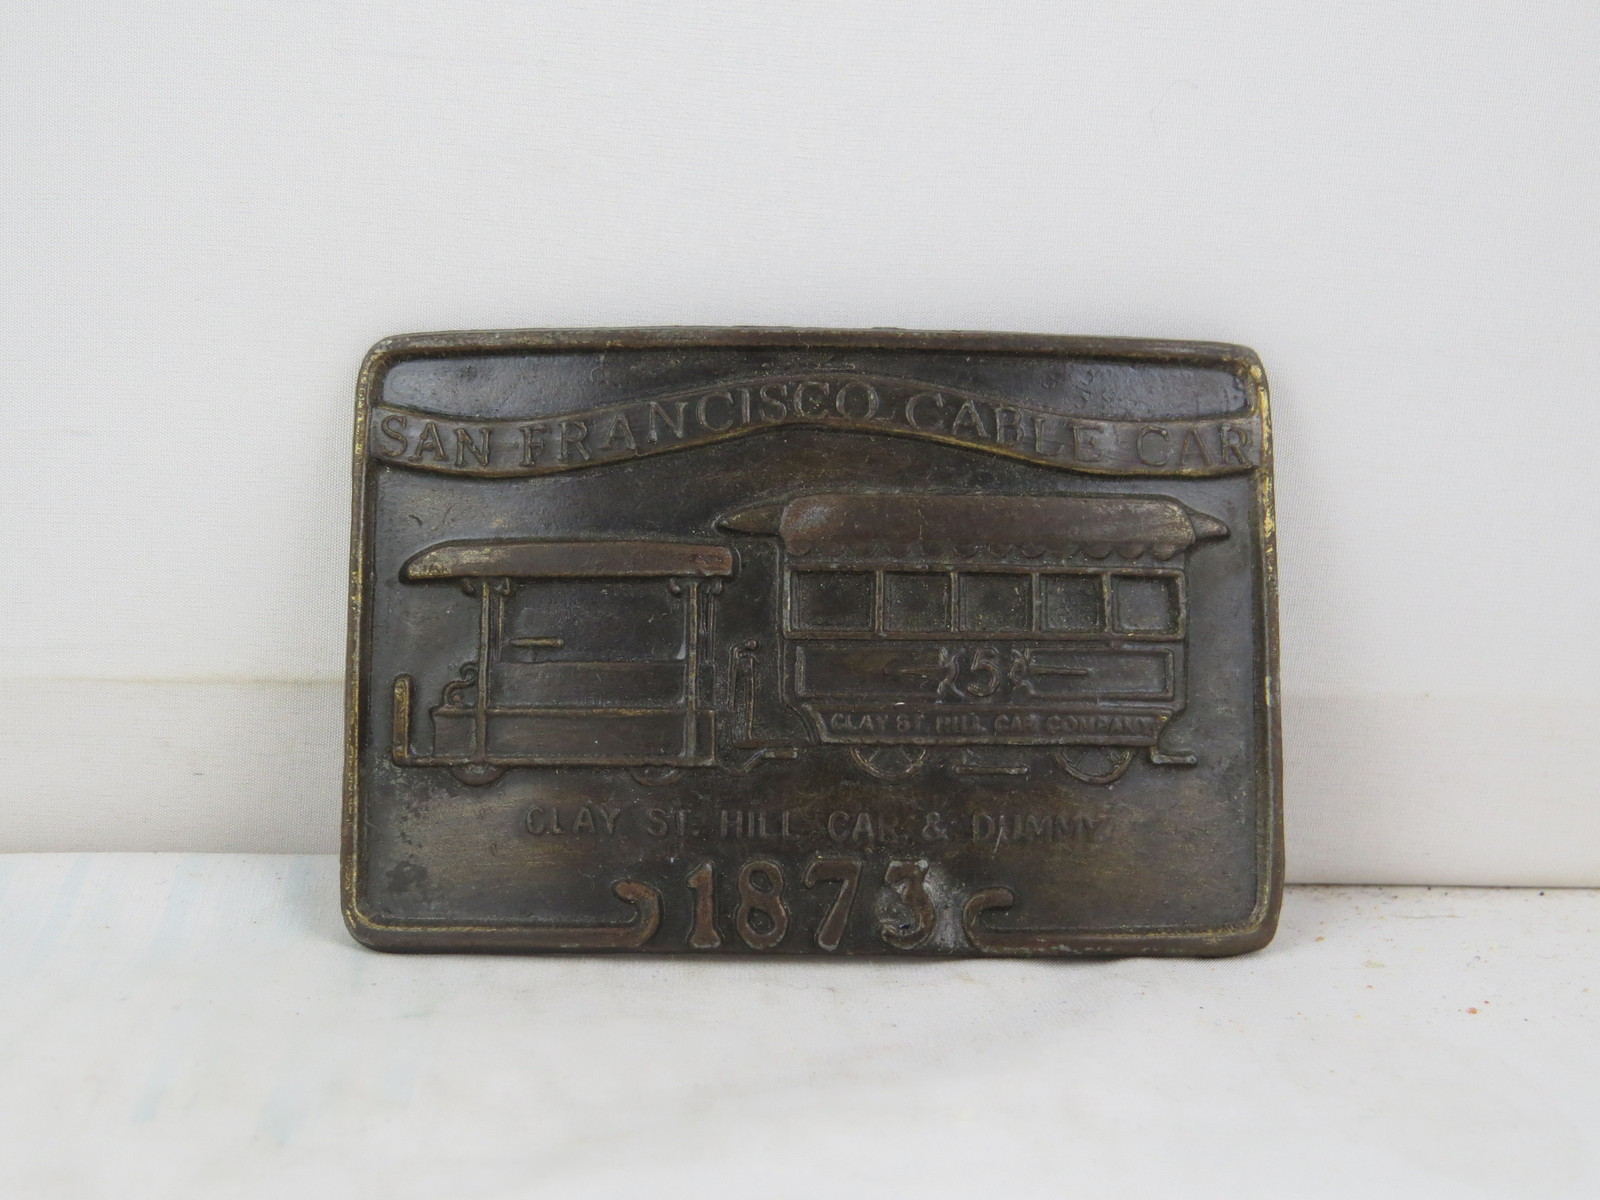 SAN FRANCISCO CABLE CAR
5
CLAY ST. HILL CAR COMPANY
CLAY ST. HILL CAR & DUMMY
1873